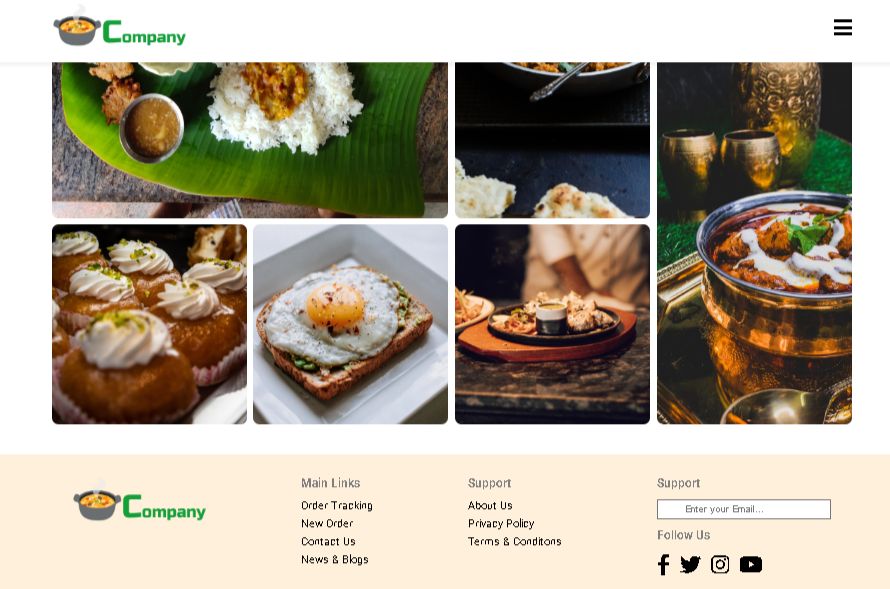 Company
Company
Main Links
Order Tracking
New Order
Contact Us
News & Blogs
Support
About Us
Privacy Policy
Terms & Conditons
Support
Enter your Email...
Follow Us